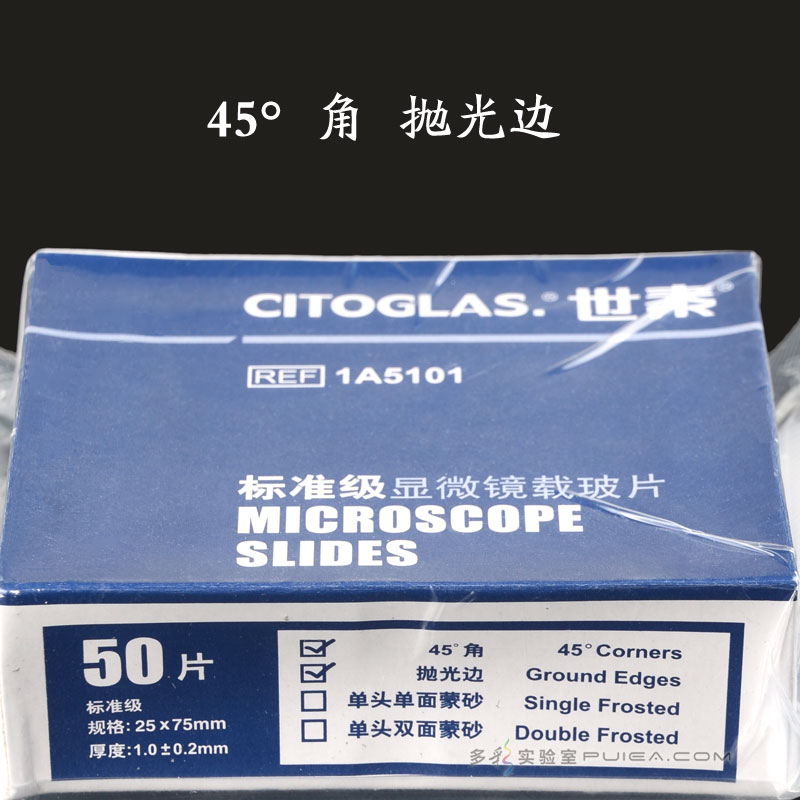 45° 角 抛光边
CITOGLAS.® 世泰®
REF 1A5101
标准级显微镜载玻片
MICROSCOPE
SLIDES
50片
标准级
规格: 25×75mm
厚度: 1.0±0.2mm
☑ 45°角 45°Corners
☑ 抛光边 Ground Edges
☐ 单头单面蒙砂 Single Frosted
☐ 单头双面蒙砂 Double Frosted
多彩实验室PUIEA.COM